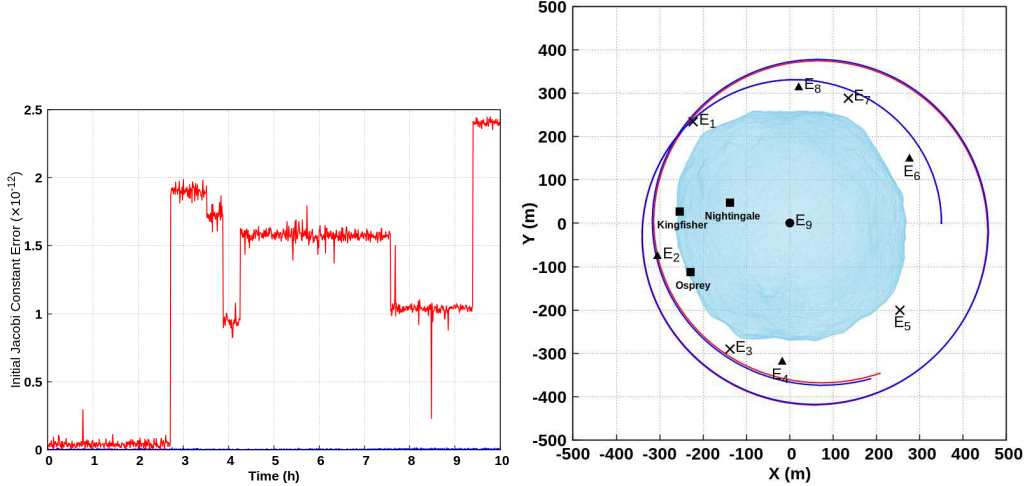 Initial Jacobi Constant Error (×10⁻¹²)
2.5
2
1.5
1
0.5
0
0 1 2 3 4 5 6 7 8 9 10
Time (h)
Y (m)
500
400
300
200
100
0
-100
-200
-300
-400
-500
-500 -400 -300 -200 -100 0 100 200 300 400 500
X (m)
E8
E7
E1
E6
Nightingale
Kingfisher
E9
E2
Osprey
E5
E3
E4